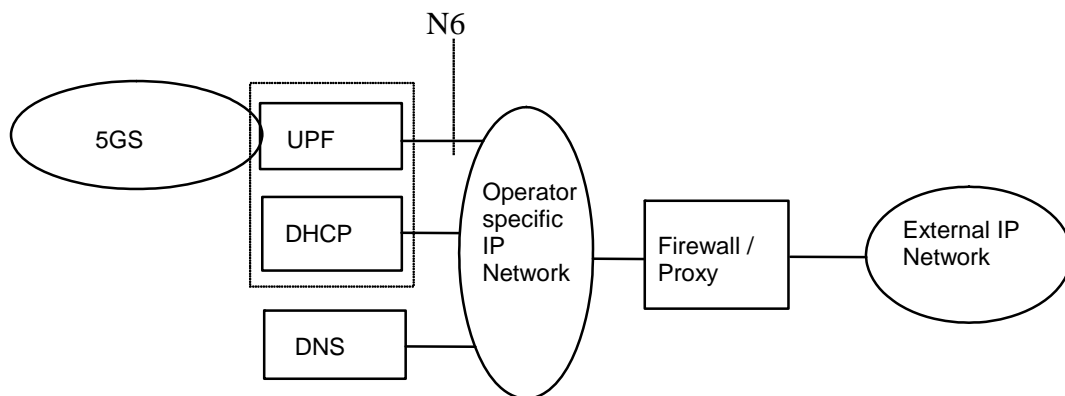 N6
5GS
UPF
DHCP
DNS
Operator
specific
IP
Network
Firewall /
Proxy
External IP
Network